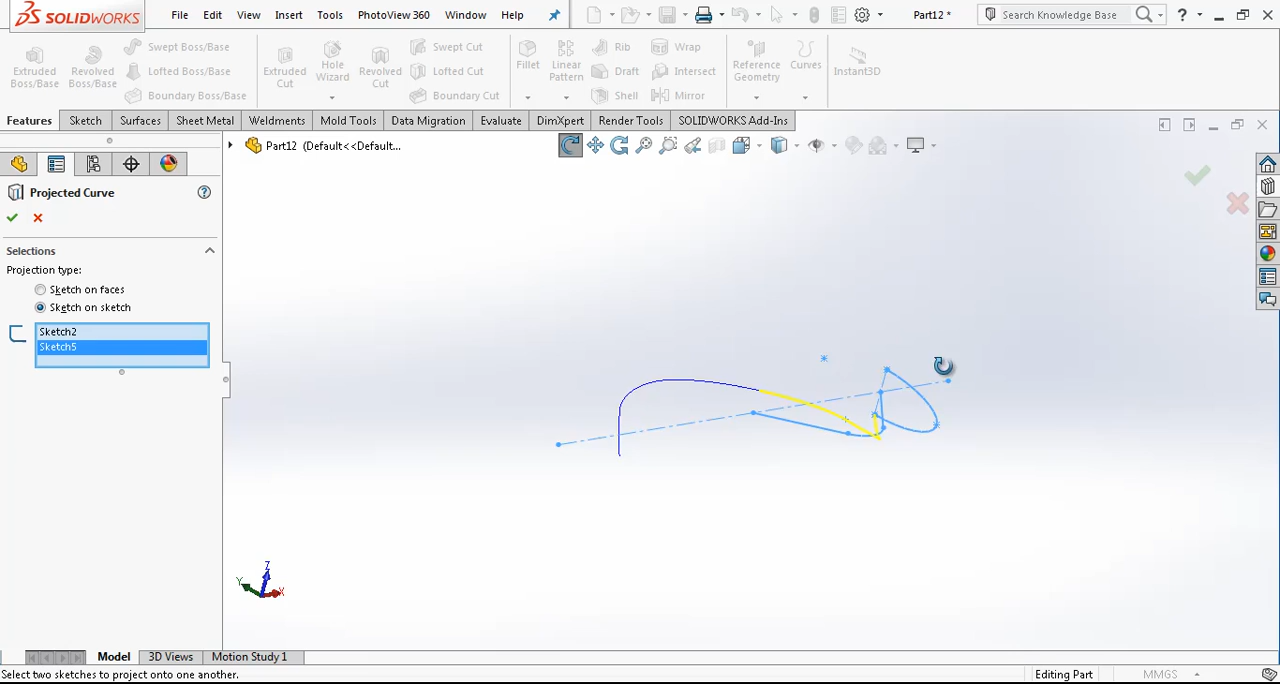 SOLIDWORKS File Edit View Insert Tools PhotoView 360 Window Help Part12 * Search Knowledge Base ?
Extruded Boss/Base
Revolved Boss/Base
Swept Boss/Base
Lofted Boss/Base
Boundary Boss/Base
Extruded Cut
Hole Wizard
Revolved Cut
Swept Cut
Lofted Cut
Boundary Cut
Fillet
Linear Pattern
Rib
Draft
Shell
Wrap
Intersect
Mirror
Reference Geometry
Curves
Instant3D
Features Sketch Surfaces Sheet Metal Weldments Mold Tools Data Migration Evaluate DimXpert Render Tools SOLIDWORKS Add-Ins
Part12 (Default<<Default...
Projected Curve ?
Selections
Projection type:
Sketch on faces
Sketch on sketch
Sketch2
Sketch5
Z
Y
X
Model 3D Views Motion Study 1
Select two sketches to project onto one another. Editing Part MMGS